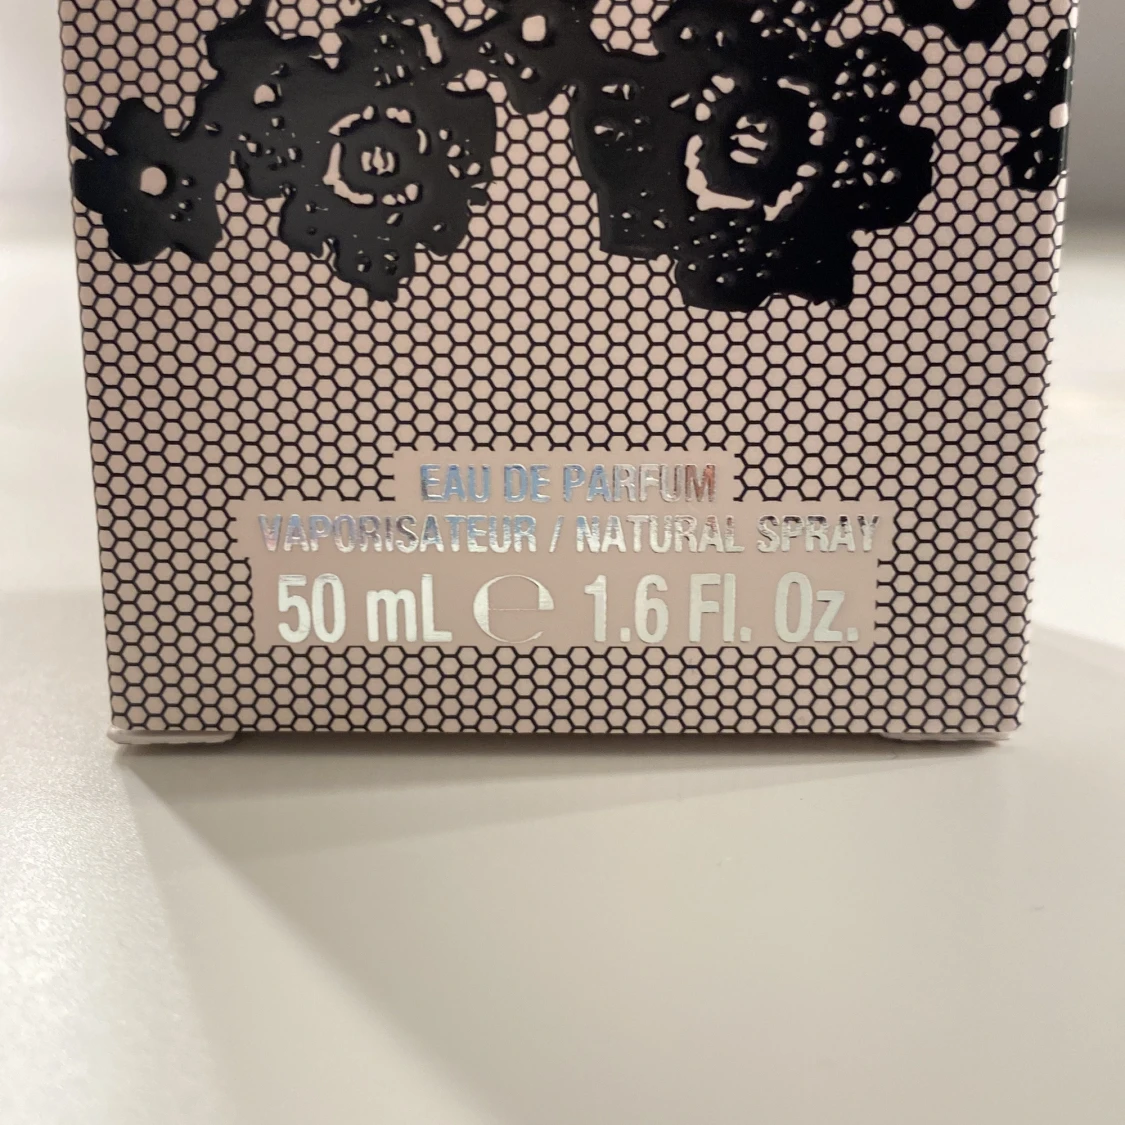 EAU DE PARFUM
VAPORISATEUR / NATURAL SPRAY
50 mL ℮ 1.6 Fl. Oz.